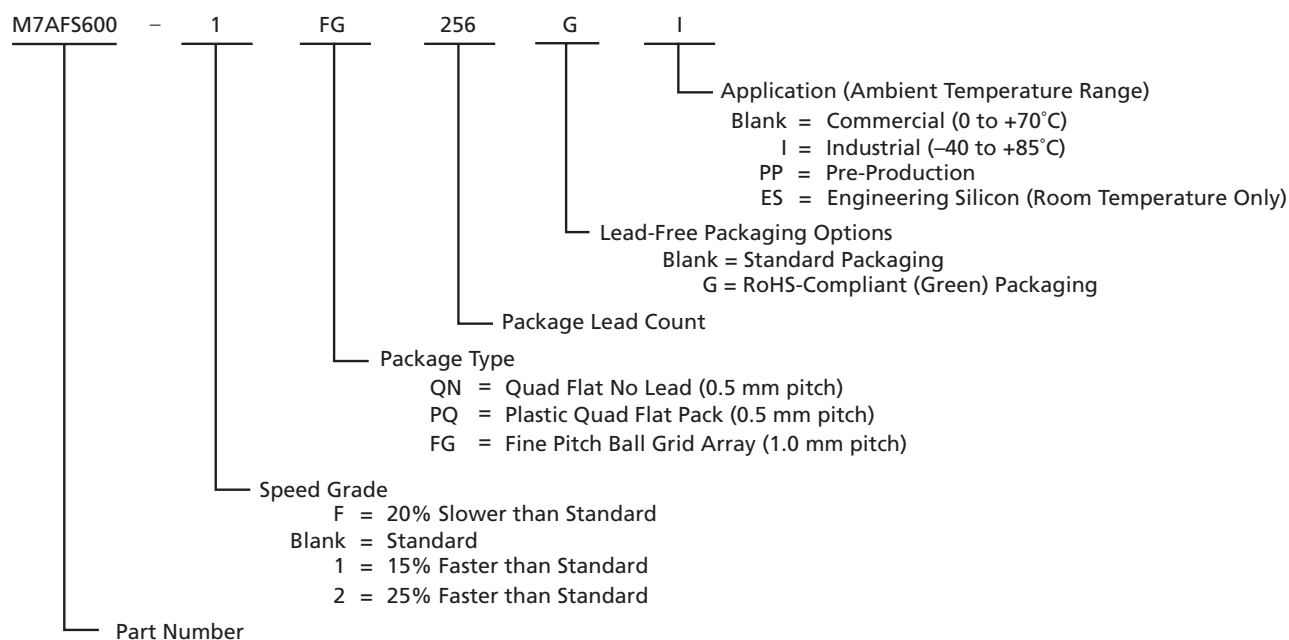 M7AFS600 – 1 FG 256 G I
Application (Ambient Temperature Range)
Blank = Commercial (0 to +70˚C)
I = Industrial (–40 to +85˚C)
PP = Pre-Production
ES = Engineering Silicon (Room Temperature Only)
Lead-Free Packaging Options
Blank = Standard Packaging
G = RoHS-Compliant (Green) Packaging
Package Lead Count
Package Type
QN = Quad Flat No Lead (0.5 mm pitch)
PQ = Plastic Quad Flat Pack (0.5 mm pitch)
FG = Fine Pitch Ball Grid Array (1.0 mm pitch)
Speed Grade
F = 20% Slower than Standard
Blank = Standard
1 = 15% Faster than Standard
2 = 25% Faster than Standard
Part Number